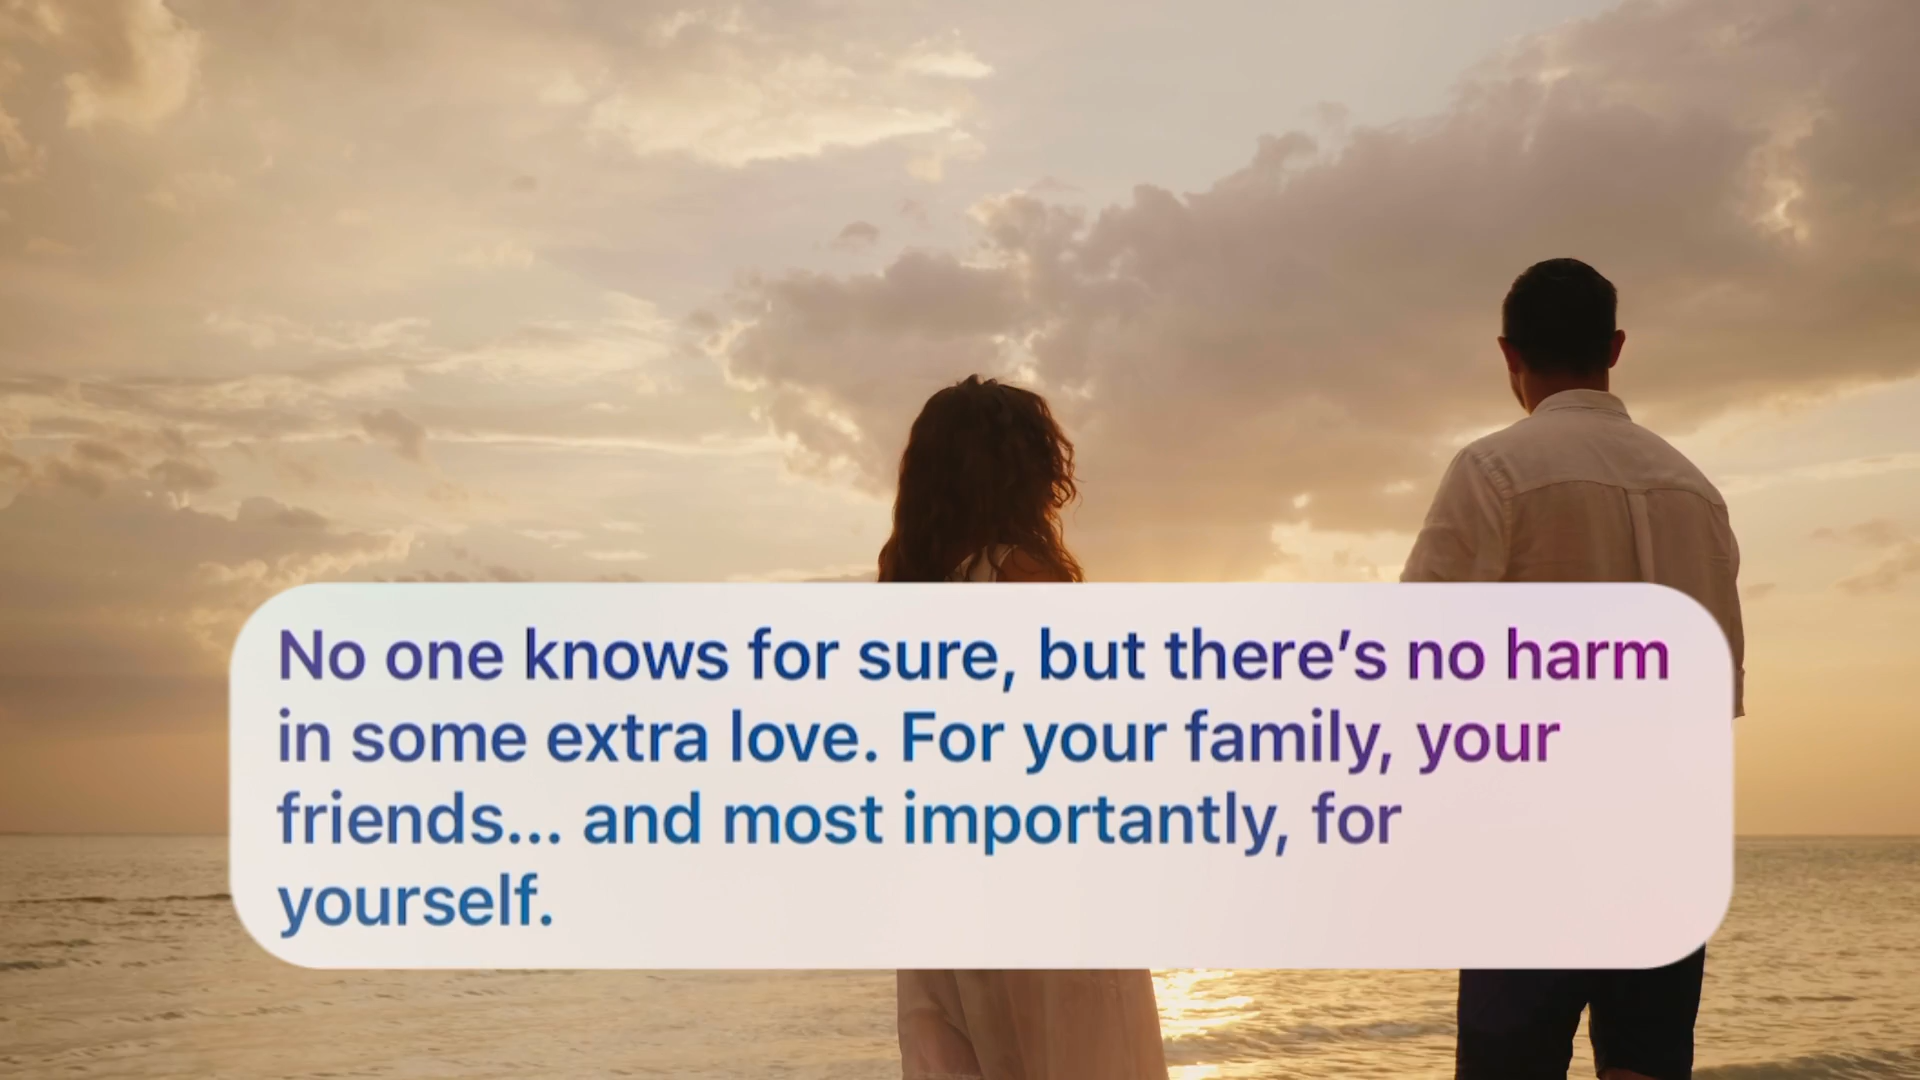 No one knows for sure, but there’s no harm
in some extra love. For your family, your
friends... and most importantly, for
yourself.